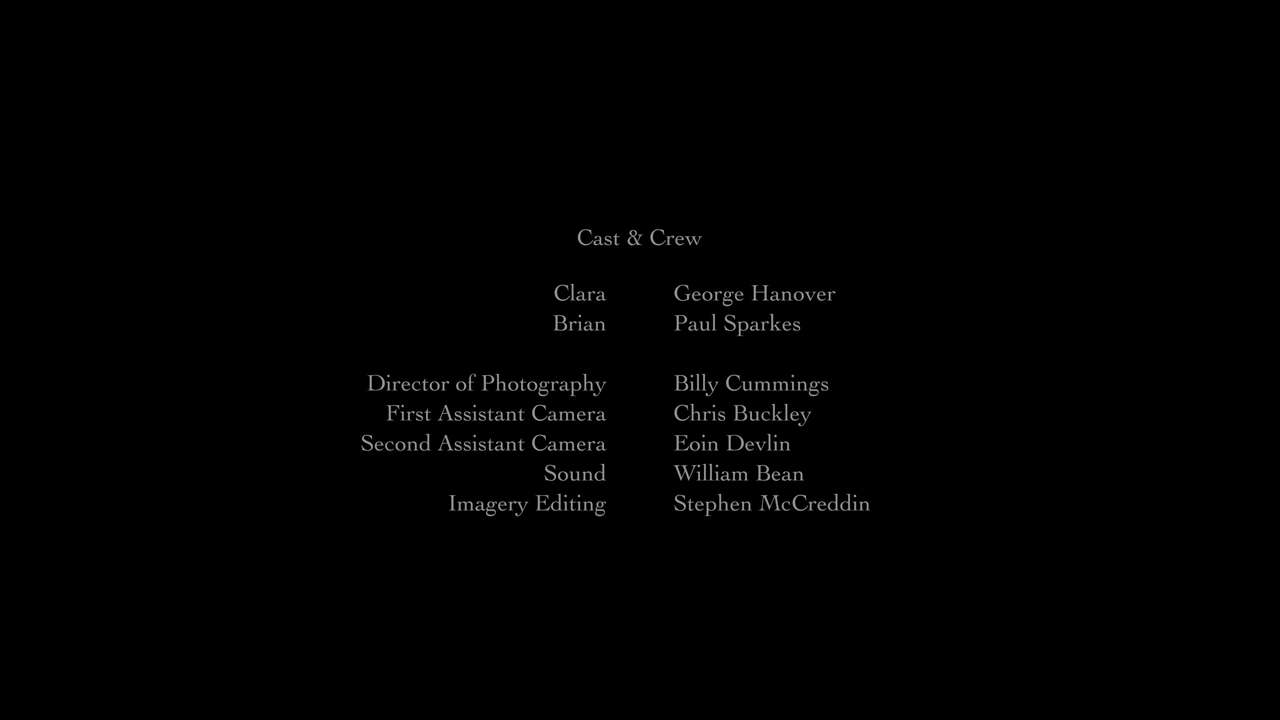 Cast & Crew
Clara George Hanover
Brian Paul Sparkes
Director of Photography Billy Cummings
First Assistant Camera Chris Buckley
Second Assistant Camera Eoin Devlin
Sound William Bean
Imagery Editing Stephen McCreddin